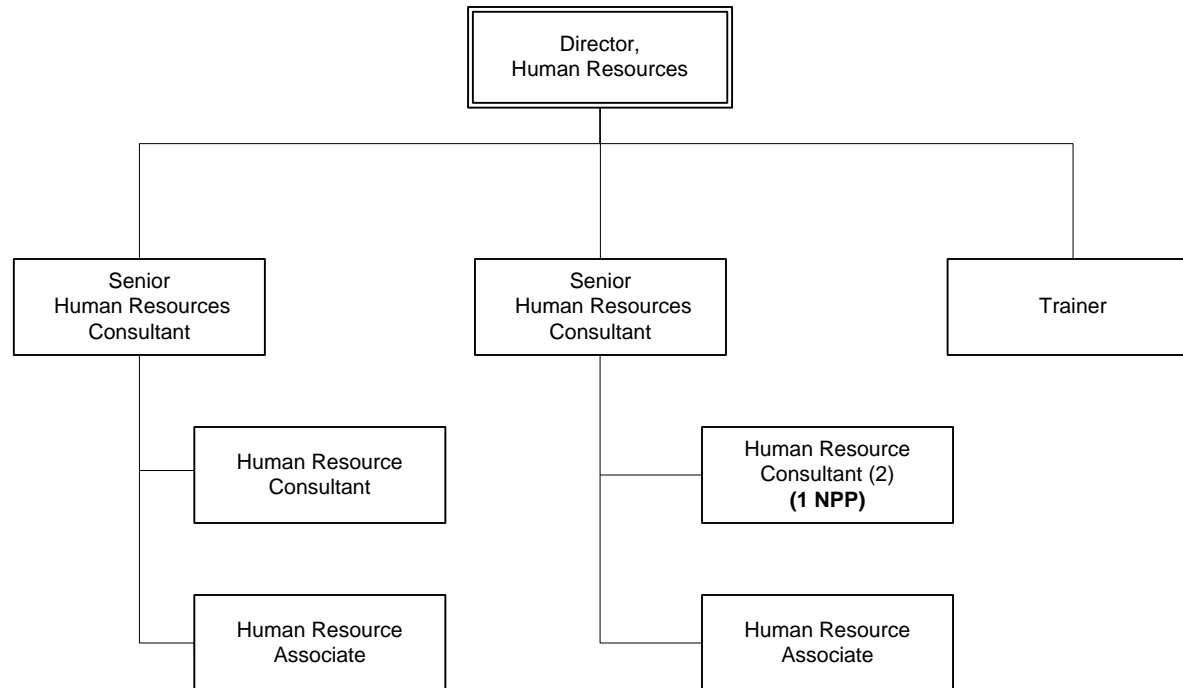 Director,
Human Resources
Senior
Human Resources
Consultant
Senior
Human Resources
Consultant
Trainer
Human Resource
Consultant
Human Resource
Consultant (2)
(1 NPP)
Human Resource
Associate
Human Resource
Associate